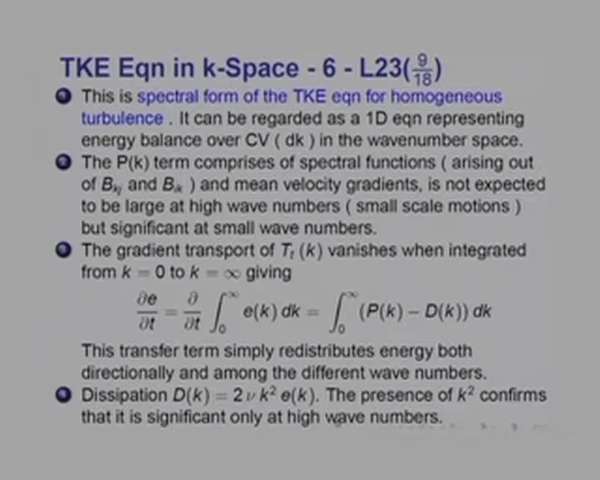 TKE Eqn in k-Space - 6 - L23(9/18)
1 This is spectral form of the TKE eqn for homogeneous
turbulence . It can be regarded as a 1D eqn representing
energy balance over CV ( dk ) in the wavenumber space.
2 The P(k) term comprises of spectral functions ( arising out
of B_kj and B_ik ) and mean velocity gradients, is not expected
to be large at high wave numbers ( small scale motions )
but significant at small wave numbers.
3 The gradient transport of T_t (k) vanishes when integrated
from k = 0 to k = ∞ giving
∂e/∂t = ∂/∂t ∫_0^∞ e(k) dk = ∫_0^∞ (P(k) − D(k)) dk
This transfer term simply redistributes energy both
directionally and among the different wave numbers.
4 Dissipation D(k) = 2 ν k² e(k). The presence of k² confirms
that it is significant only at high wave numbers.